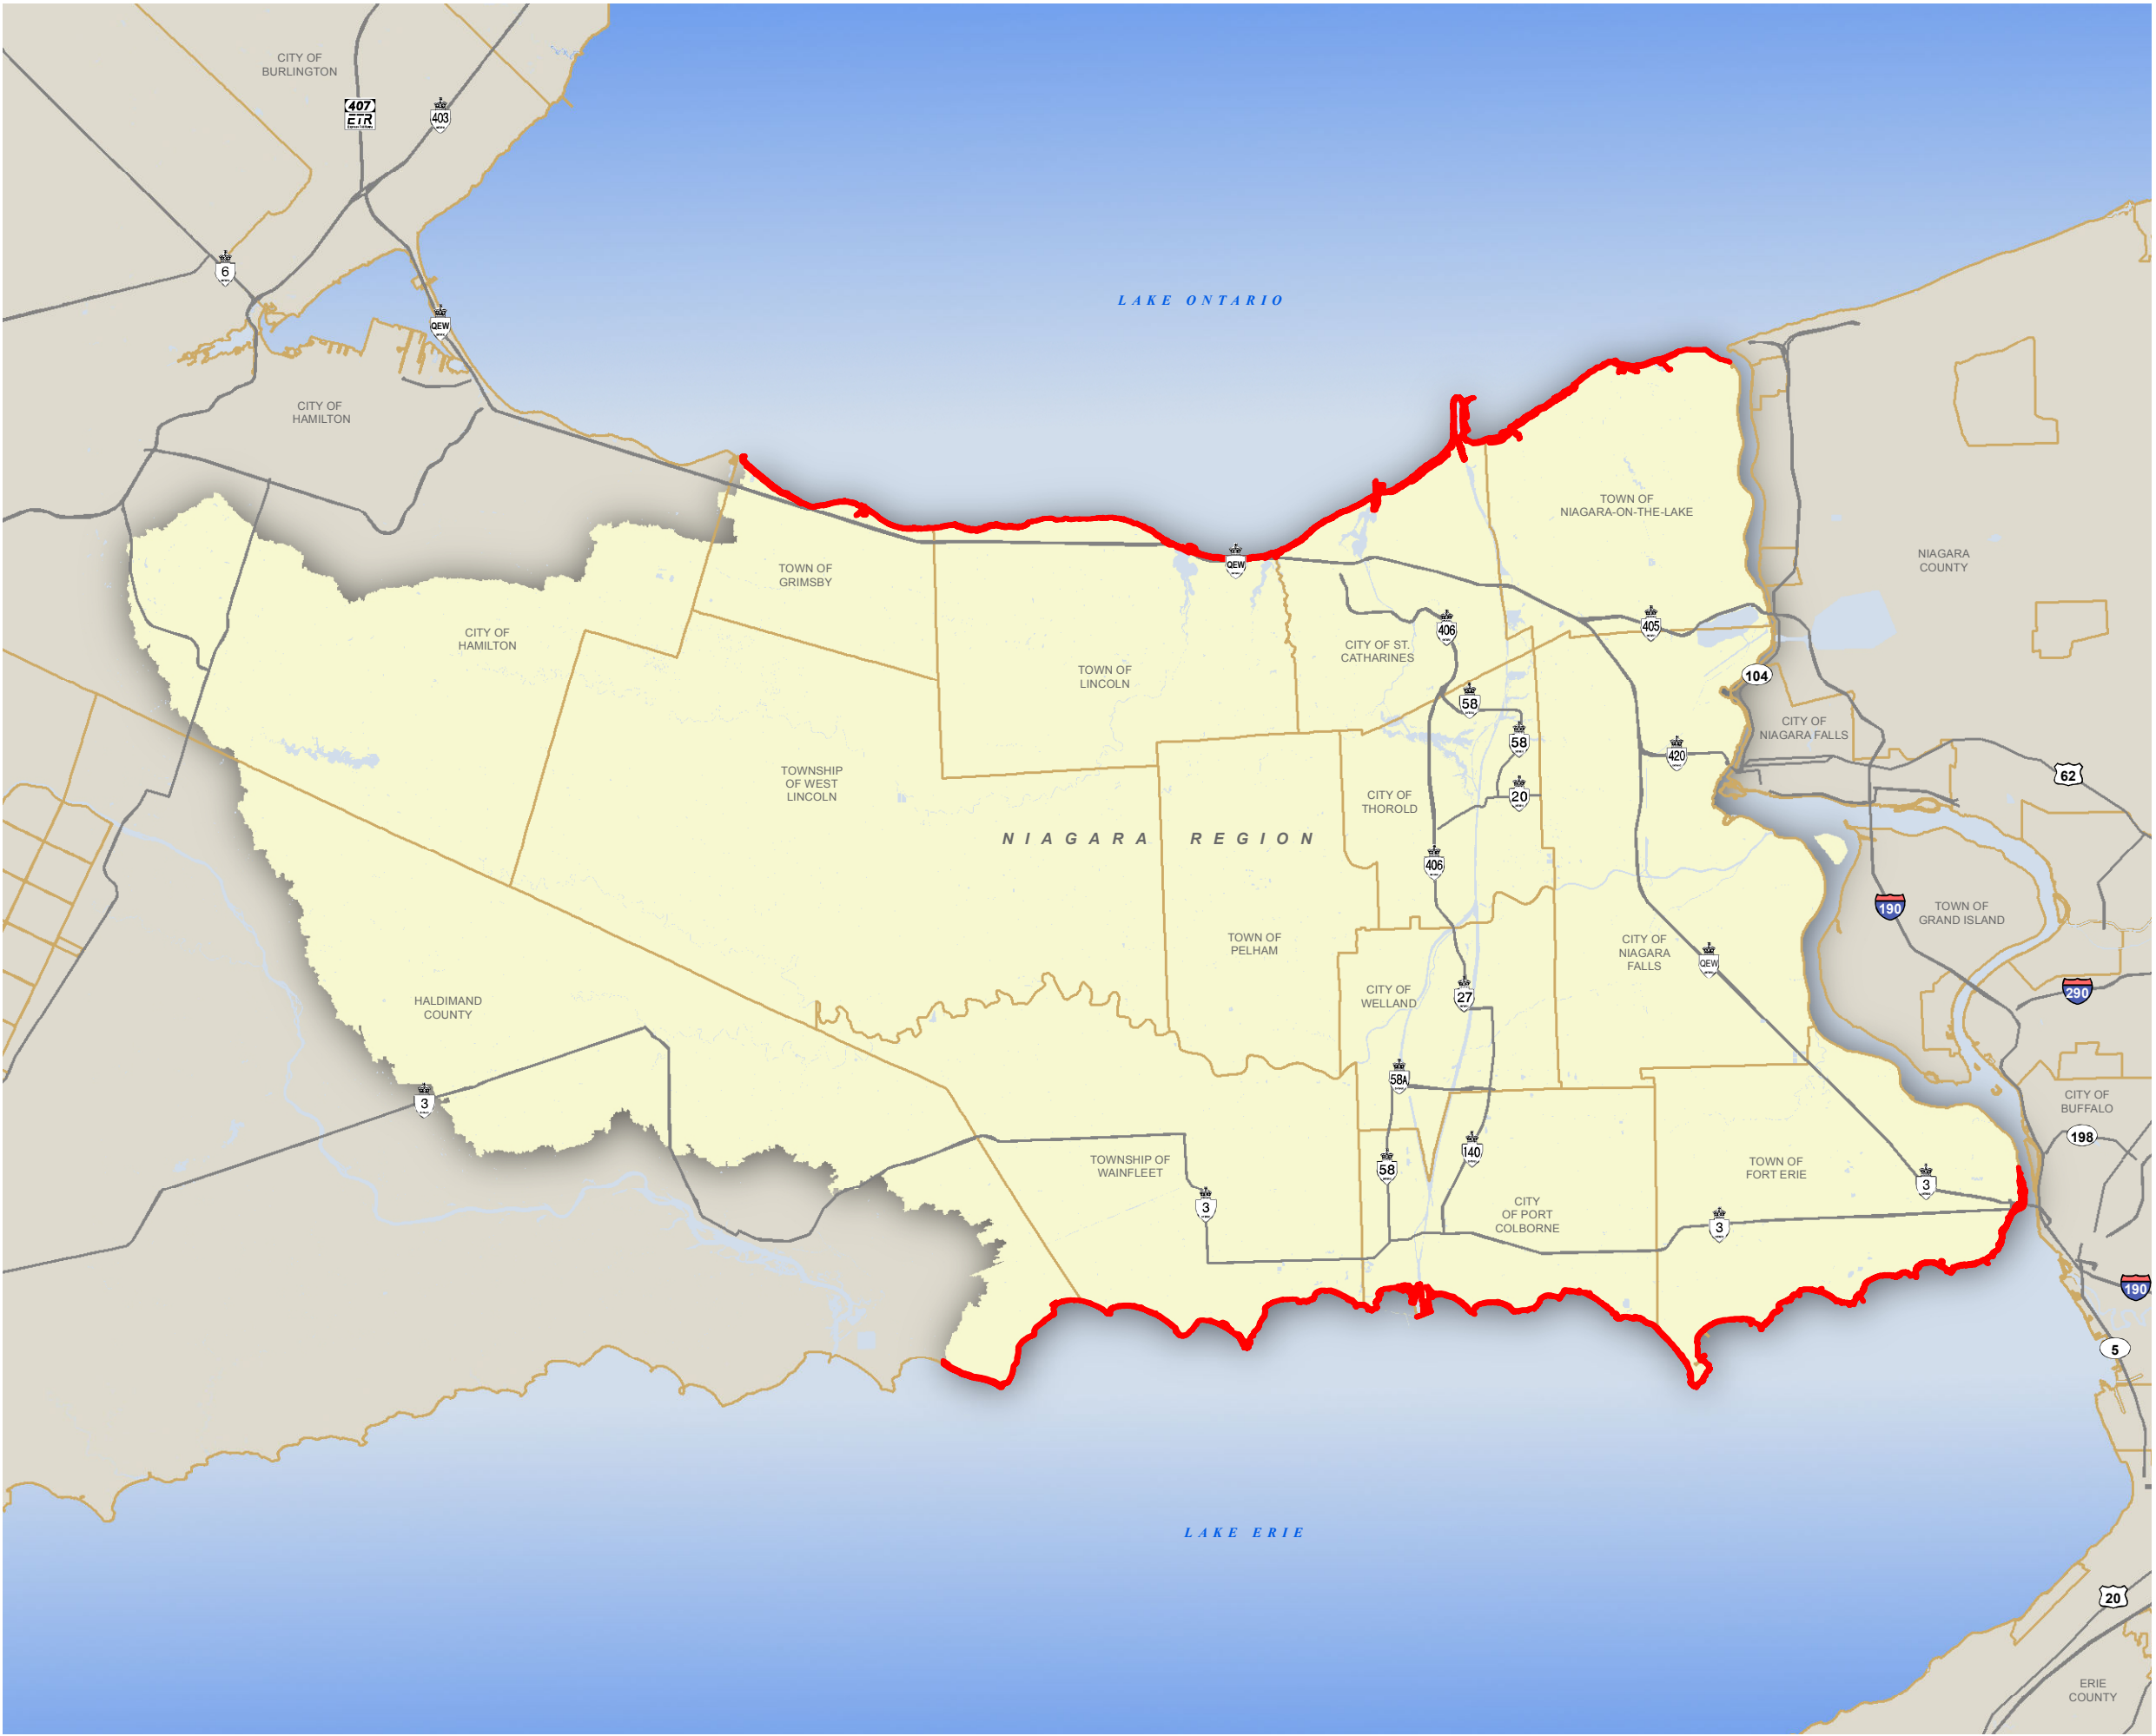 CITY OF
BURLINGTON
407
ETR
403
6
QEW
LAKE ONTARIO
CITY OF
HAMILTON
TOWN OF
NIAGARA-ON-THE-LAKE
NIAGARA
COUNTY
QEW
TOWN OF
GRIMSBY
CITY OF
HAMILTON
406
405
CITY OF ST.
CATHARINES
TOWN OF
LINCOLN
104
58
CITY OF
NIAGARA FALLS
58
420
62
TOWNSHIP
OF WEST
LINCOLN
CITY OF
THOROLD
20
NIAGARA REGION
406
190
TOWN OF
GRAND ISLAND
TOWN OF
PELHAM
CITY OF
NIAGARA
FALLS
QEW
CITY OF
WELLAND
27
290
HALDIMAND
COUNTY
58A
3
CITY OF
BUFFALO
198
140
TOWNSHIP OF
WAINFLEET
58
TOWN OF
FORT ERIE
3
3
CITY
OF PORT
COLBORNE
3
190
5
LAKE ERIE
20
ERIE
COUNTY